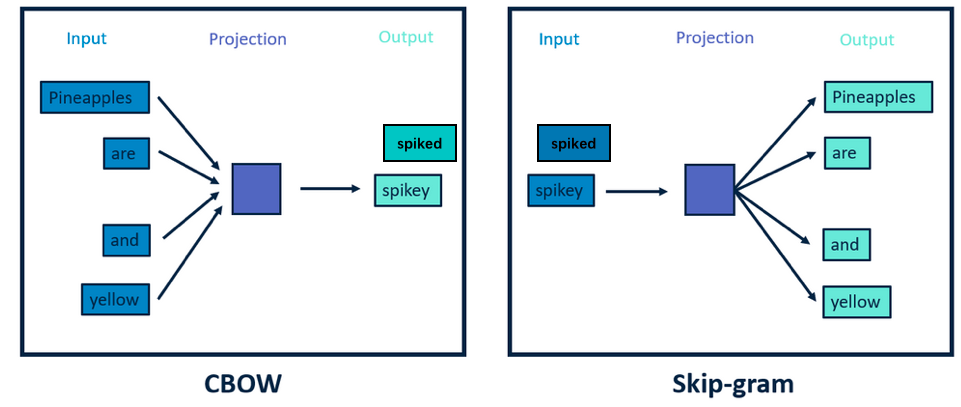 Input
Projection
Output
Pineapples
are
spiked
spikey
and
yellow
CBOW
Input
Projection
Output
Pineapples
spiked
are
spikey
and
yellow
Skip-gram